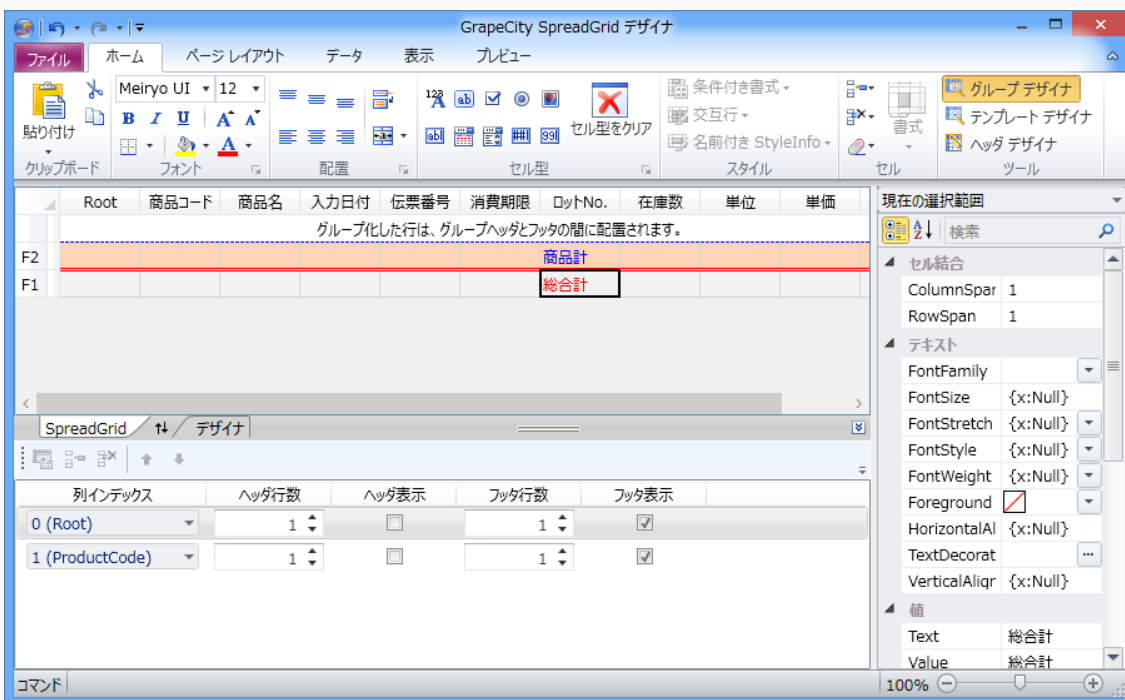 GrapeCity SpreadGrid デザイナ
ファイル ホーム ページ レイアウト データ 表示 プレビュー
貼り付け
クリップボード
Meiryo UI 12
B I U A A
A
フォント
配置
123 A ab
ab ### 99
セル型をクリア
セル型
条件付き書式
交互行
名前付き StyleInfo
スタイル
書式
セル
グループ デザイナ
テンプレート デザイナ
ヘッダ デザイナ
ツール
Root 商品コード 商品名 入力日付 伝票番号 消費期限 ロットNo. 在庫数 単位 単価
グループ化した行は、グループヘッダとフッタの間に配置されます。
F2 商品計
F1 総合計
SpreadGrid デザイナ
列インデックス ヘッダ行数 ヘッダ表示 フッタ行数 フッタ表示
0 (Root) 1 1
1 (ProductCode) 1 1
現在の選択範囲
検索
セル結合
ColumnSpar 1
RowSpan 1
テキスト
FontFamily
FontSize {x:Null}
FontStretch {x:Null}
FontStyle {x:Null}
FontWeight {x:Null}
Foreground
HorizontalAl {x:Null}
TextDecorat ...
VerticalAligr {x:Null}
値
Text 総合計
Value 総合計
コマンド 100%